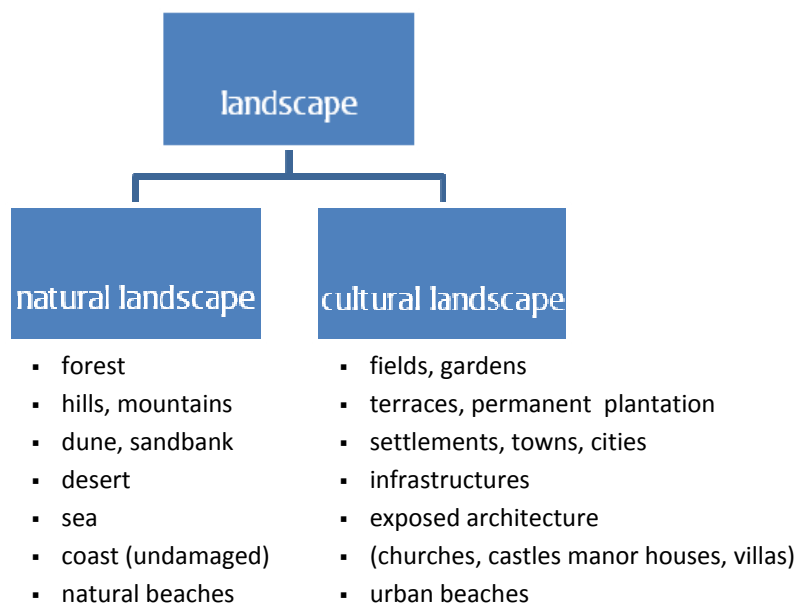 landscape
natural landscape
cultural landscape
▪ forest
▪ hills, mountains
▪ dune, sandbank
▪ desert
▪ sea
▪ coast (undamaged)
▪ natural beaches
▪ fields, gardens
▪ terraces, permanent plantation
▪ settlements, towns, cities
▪ infrastructures
▪ exposed architecture
▪ (churches, castles manor houses, villas)
▪ urban beaches